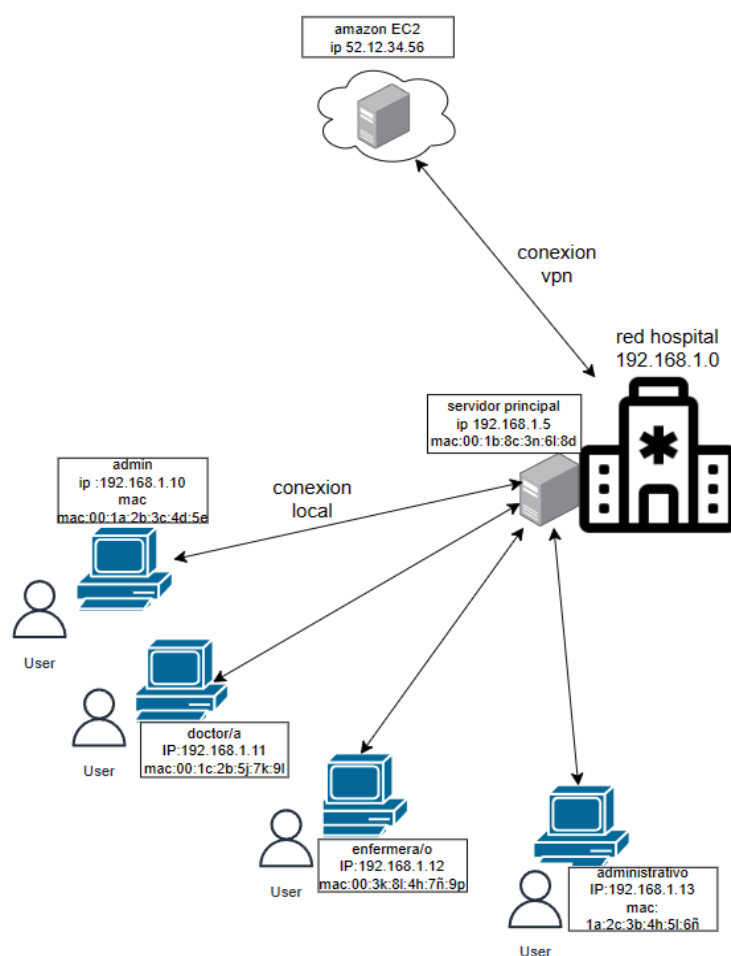 amazon EC2
ip 52.12.34.56
conexion
vpn
red hospital
192.168.1.0
servidor principal
ip 192.168.1.5
mac:00:1b:8c:3n:6l:8d
admin
ip :192.168.1.10
mac
mac:00:1a:2b:3c:4d:5e
conexion
local
User
doctor/a
IP:192.168.1.11
mac:00:1c:2b:5j:7k:9l
User
enfermera/o
IP:192.168.1.12
mac:00:3k:8l:4h:7ñ:9p
User
administrativo
IP:192.168.1.13
mac:
1a:2c:3b:4h:5l:6ñ
User